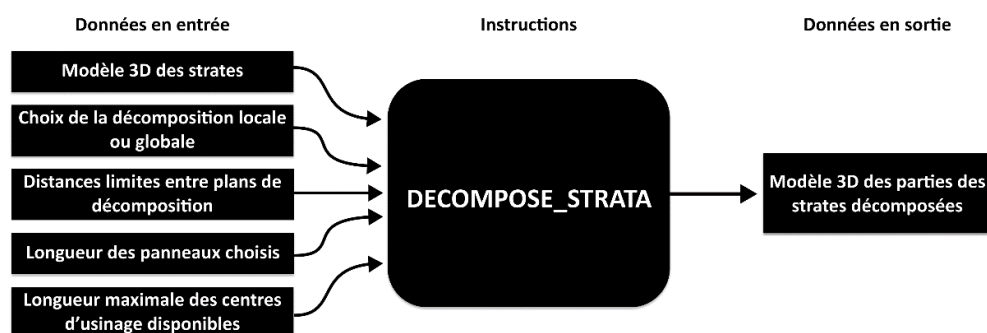 Données en entrée
Instructions
Données en sortie
Modèle 3D des strates
Choix de la décomposition locale
ou globale
Distances limites entre plans de
décomposition
Longueur des panneaux choisis
Longueur maximale des centres
d'usinage disponibles
DECOMPOSE_STRATA
Modèle 3D des parties des
strates décomposées